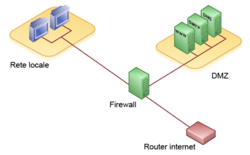 Rete locale
DMZ
Firewall
Router internet